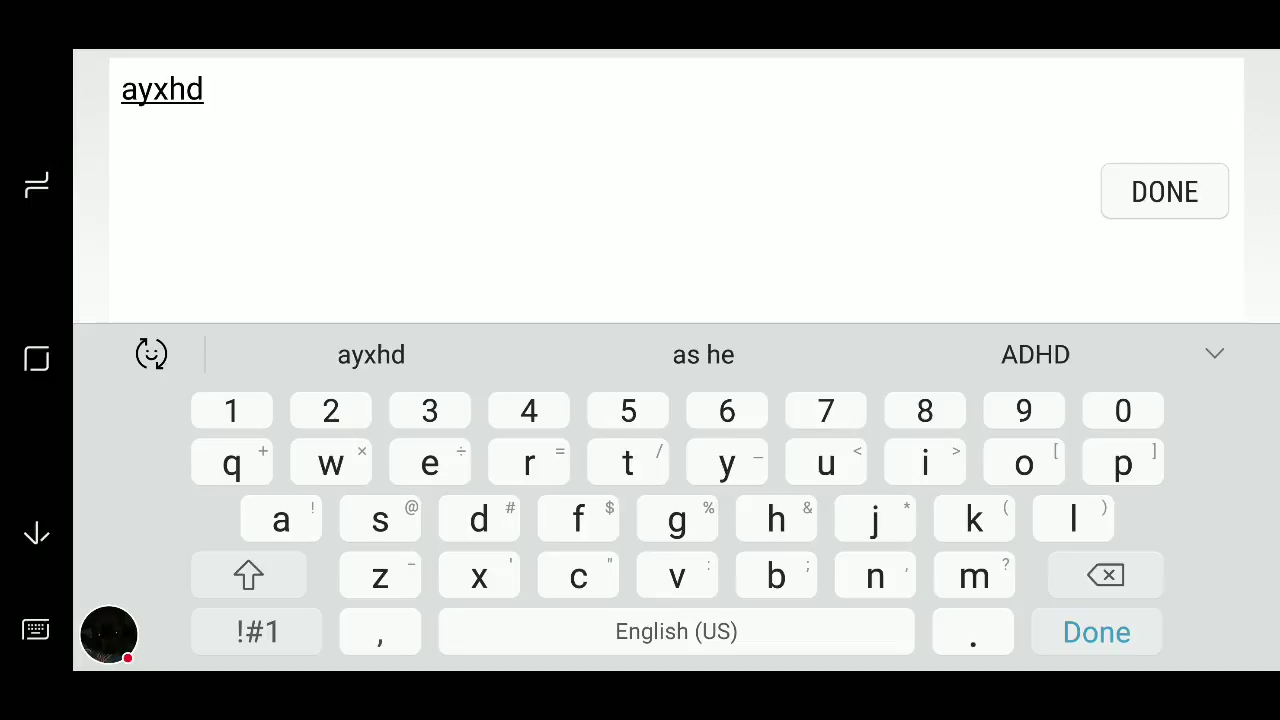 ayxhd
DONE
ayxhd as he ADHD
1 2 3 4 5 6 7 8 9 0
q + w × e ÷ r = t / y _ u < i > o [ p ]
a ! s @ d # f $ g % h & j * k ( l )
z - x ' c " v : b ; n , m ?
!#1 , English (US) . Done